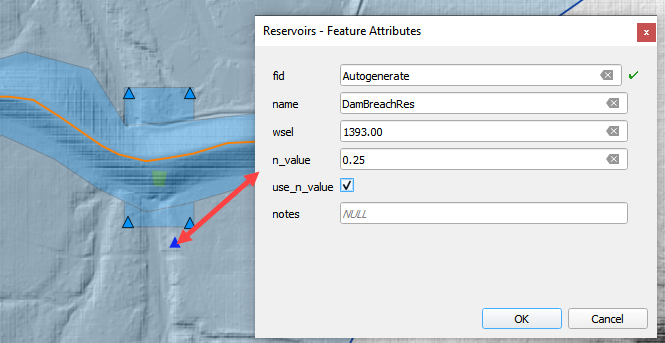 Reservoirs - Feature Attributes
fid Autogenerate
name DamBreachRes
wsel 1393.00
n_value 0.25
use_n_value
notes NULL
OK Cancel